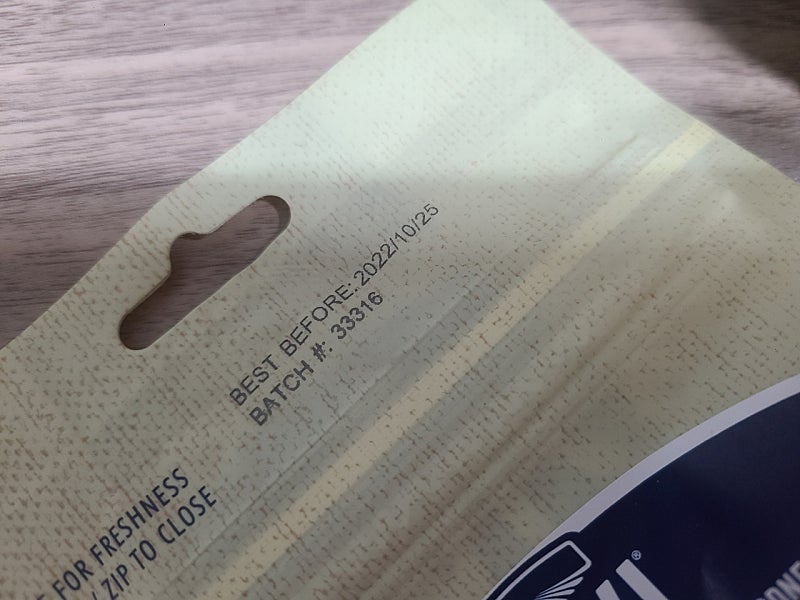 BEST BEFORE: 2022/10/25
BATCH #: 33316
FOR FRESHNESS
ZIP TO CLOSE